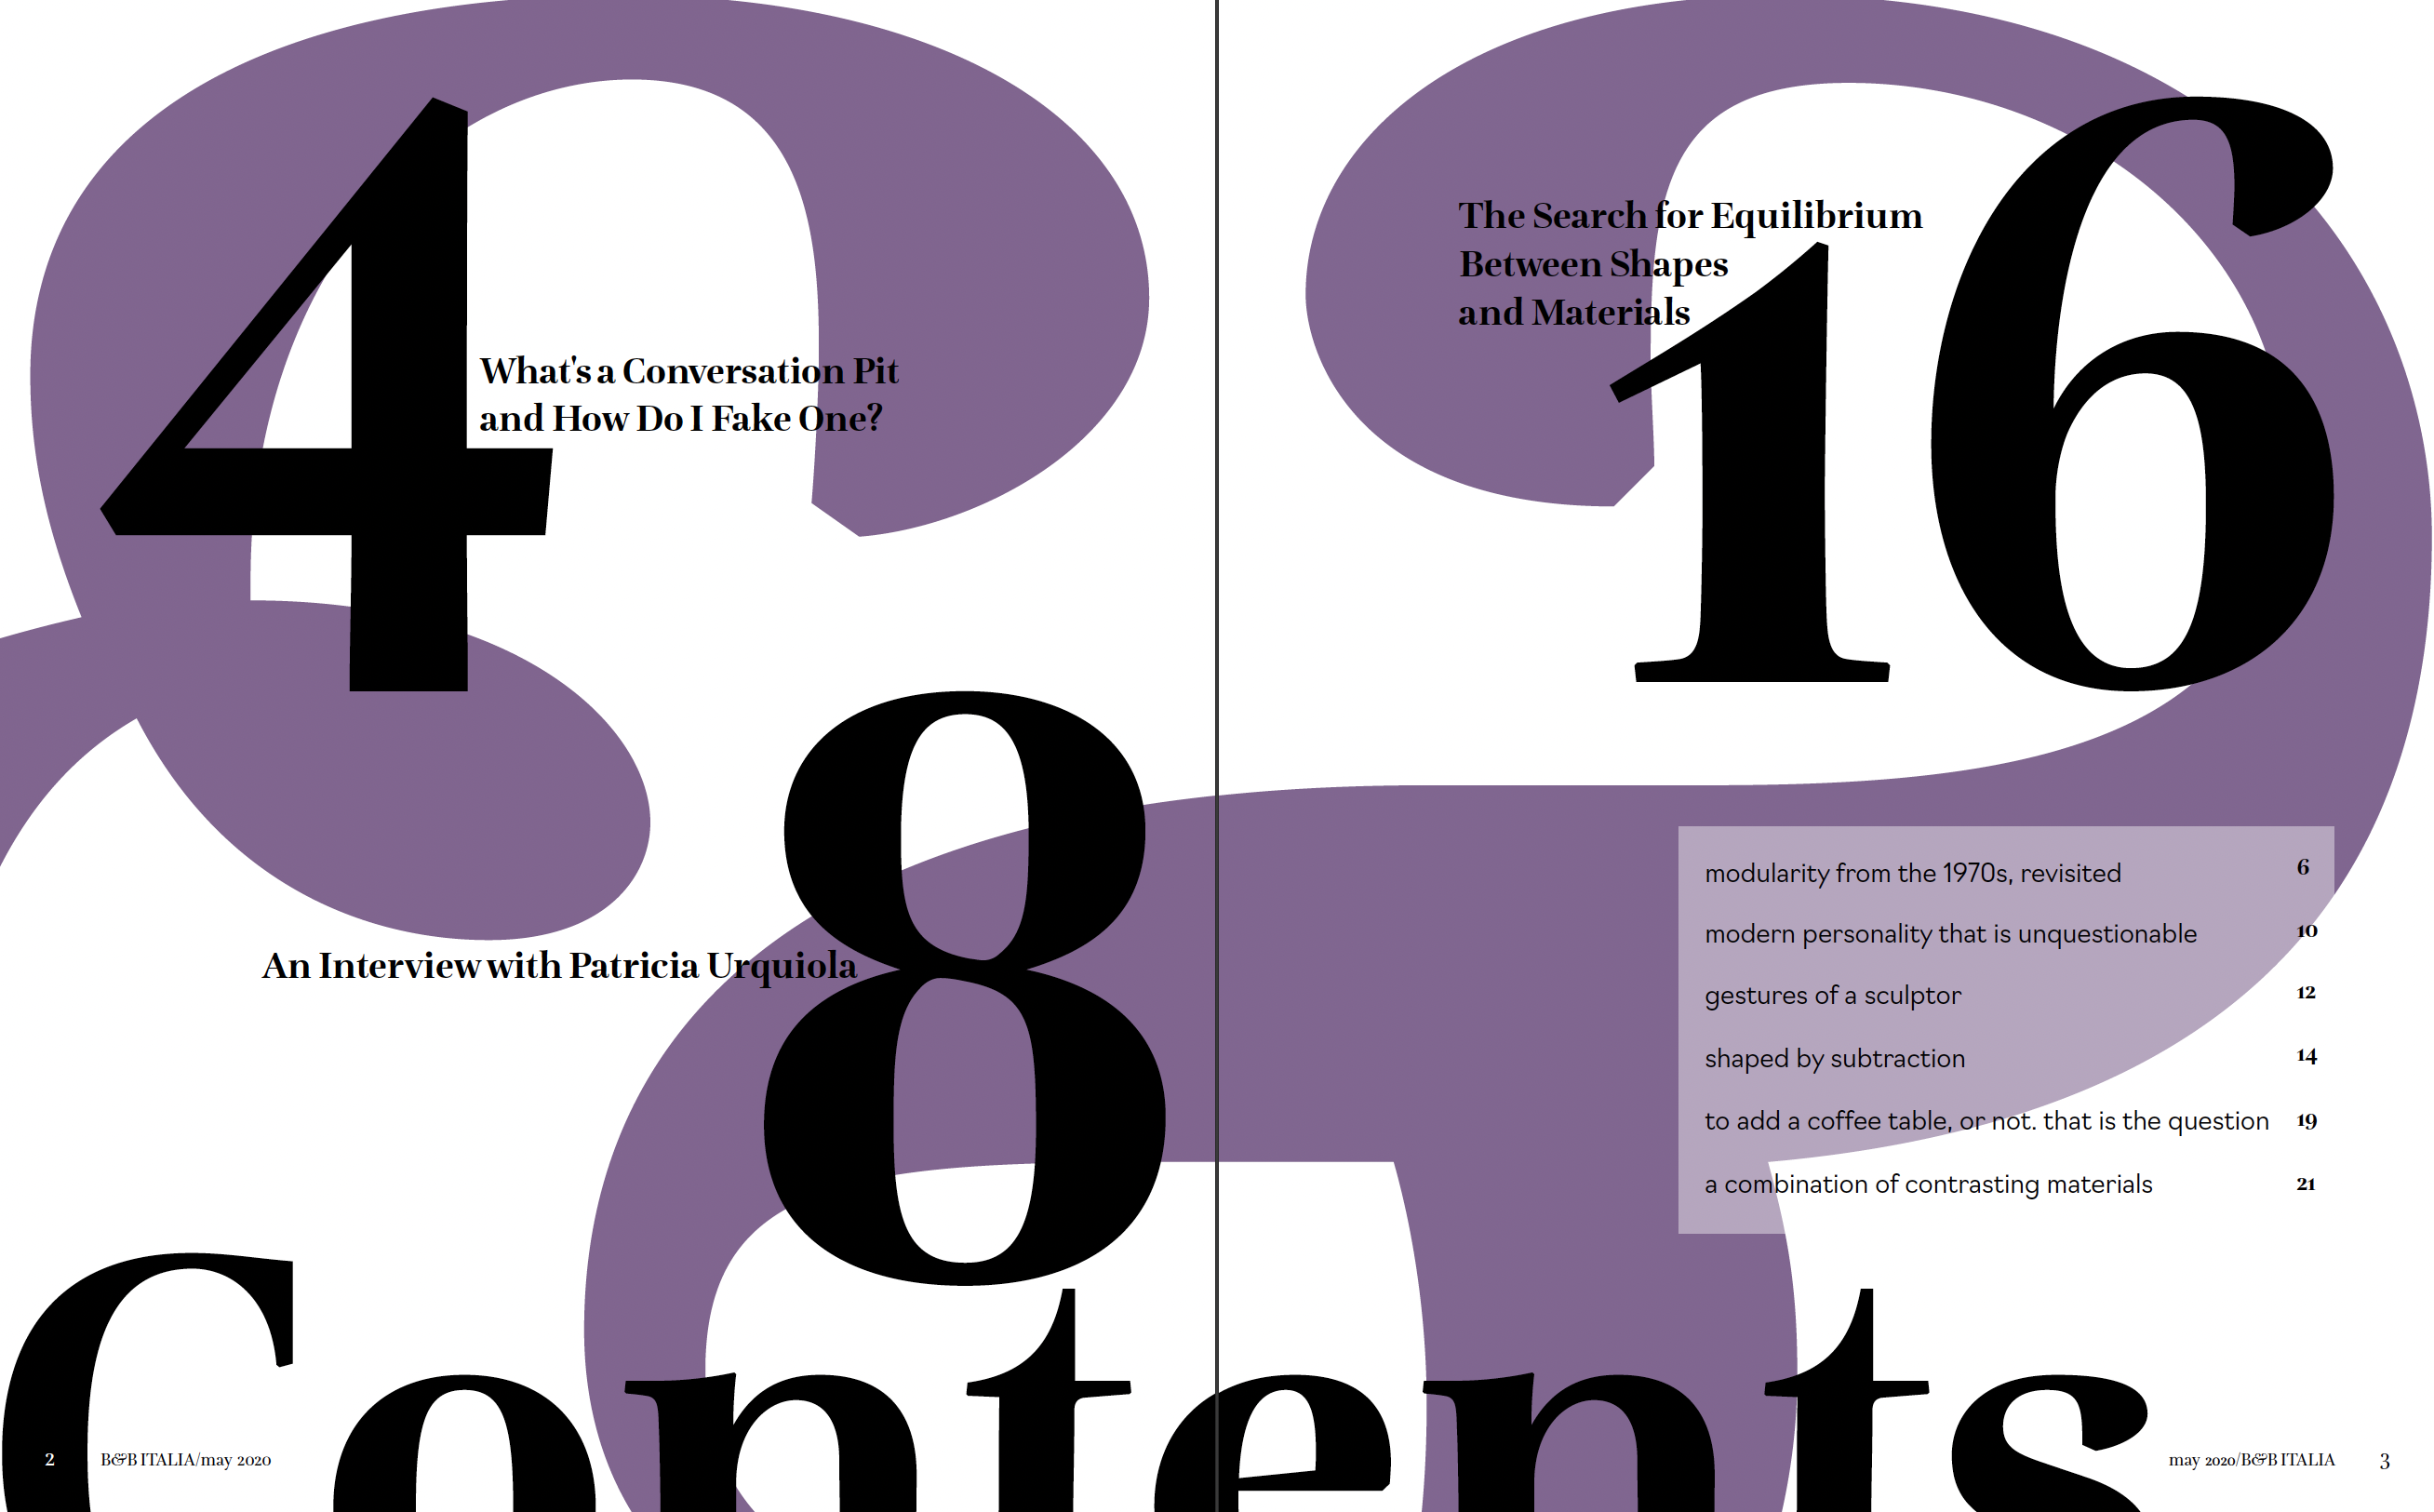 4
What's a Conversation Pit
and How Do I Fake One?
8
An Interview with Patricia Urquiola
Contents
2 B&B ITALIA/may 2020
The Search for Equilibrium
Between Shapes
and Materials
16
modularity from the 1970s, revisited 6
modern personality that is unquestionable 10
gestures of a sculptor 12
shaped by subtraction 14
to add a coffee table, or not. that is the question 19
a combination of contrasting materials 21
may 2020/B&B ITALIA 3